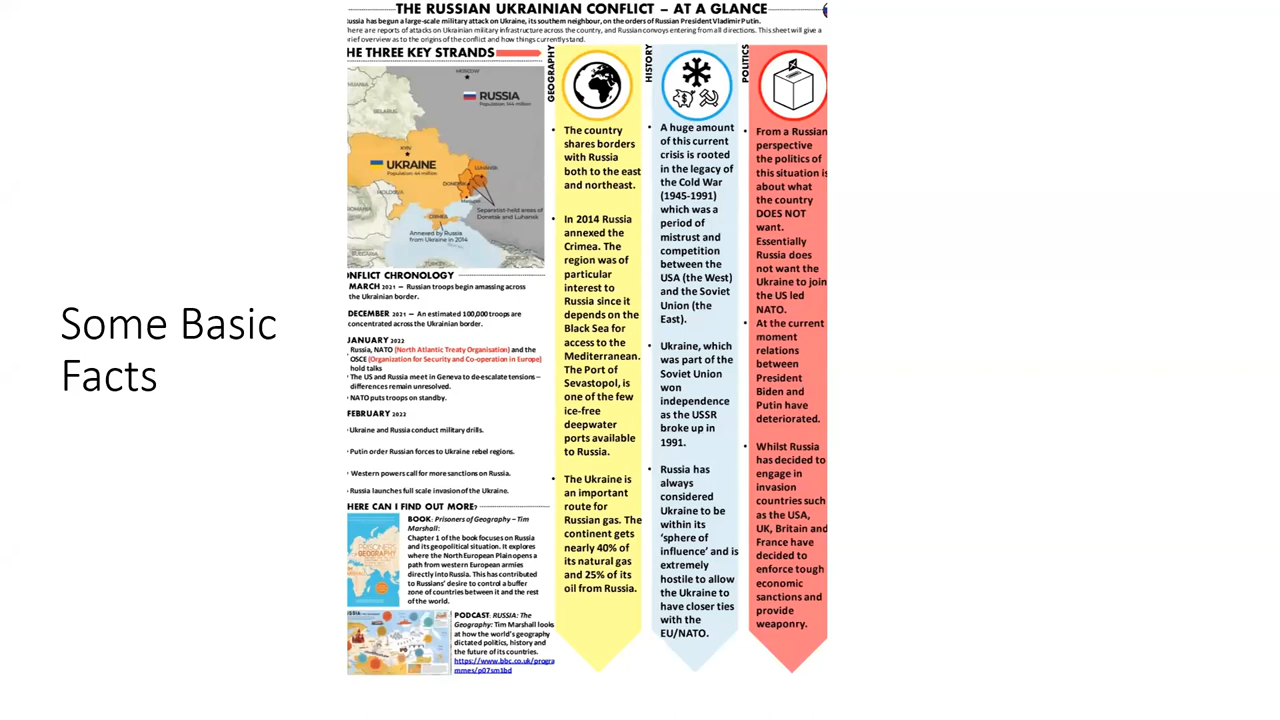 THE RUSSIAN UKRAINIAN CONFLICT – AT A GLANCE
ussia has begun a large-scale military attack on Ukraine, its southern neighbour, on the orders of Russian President Vladimir Putin.
here are reports of attacks on Ukrainian military infrastructure across the country, and Russian convoys entering from all directions. This sheet will give a
rief overview as to the origins of the conflict and how things currently stand.
Some Basic
Facts
HE THREE KEY STRANDS
MOSCOW
RUSSIA
Population: 144 million
BELARUS
KYIV
UKRAINE
Population: 44 million
LUHANSK
DONETSK
MOLDOVA
OMANIA
Mariupol
CRIMEA
Separatist-held areas of
Donetsk and Luhansk
Annexed by Russia
from Ukraine in 2014
ONFLICT CHRONOLOGY
MARCH 2021 – Russian troops begin amassing across
the Ukrainian border.
DECEMBER 2021 – An estimated 100,000 troops are
concentrated across the Ukrainian border.
JANUARY 2022
Russia, NATO (North Atlantic Treaty Organisation) and the
OSCE (Organization for Security and Co-operation in Europe)
hold talks
The US and Russia meet in Geneva to de-escalate tensions –
differences remain unresolved.
NATO puts troops on standby.
FEBRUARY 2022
Ukraine and Russia conduct military drills.
Putin order Russian forces to Ukraine rebel regions.
Western powers call for more sanctions on Russia.
Russia launches full scale invasion of the Ukraine.
HERE CAN I FIND OUT MORE?
PRISONERS
GEOGRAPHY
BOOK: Prisoners of Geography – Tim
Marshall:
Chapter 1 of the book focuses on Russia
and its geopolitical situation. It explores
where the North European Plain opens a
path from western European armies
directly into Russia. This has contributed
to Russians' desire to control a buffer
zone of countries between it and the rest
of the world.
PODCAST: RUSSIA: The
Geography: Tim Marshall looks
at how the world's geography
dictated politics, history and
the future of its countries.
https://www.bbc.co.uk/progra
mmes/p07sm1bd
GEOGRAPHY
• The country
shares borders
with Russia
both to the east
and northeast.
• In 2014 Russia
annexed the
Crimea. The
region was of
particular
interest to
Russia since it
depends on the
Black Sea for
access to the
Mediterranean.
The Port of
Sevastopol, is
one of the few
ice-free
deepwater
ports available
to Russia.
• The Ukraine is
an important
route for
Russian gas. The
continent gets
nearly 40% of
its natural gas
and 25% of its
oil from Russia.
HISTORY
• A huge amount
of this current
crisis is rooted
in the legacy of
the Cold War
(1945-1991)
which was a
period of
mistrust and
competition
between the
USA (the West)
and the Soviet
Union (the
East).
• Ukraine, which
was part of the
Soviet Union
won
independence
as the USSR
broke up in
1991.
• Russia has
always
considered
Ukraine to be
within its
‘sphere of
influence’ and is
extremely
hostile to allow
the Ukraine to
have closer ties
with the
EU/NATO.
POLITICS
• From a Russian
perspective
the politics of
this situation is
about what
the country
DOES NOT
want.
Essentially
Russia does
not want the
Ukraine to join
the US led
NATO.
• At the current
moment
relations
between
President
Biden and
Putin have
deteriorated.
• Whilst Russia
has decided to
engage in
invasion
countries such
as the USA,
UK, Britain and
France have
decided to
enforce tough
economic
sanctions and
provide
weaponry.